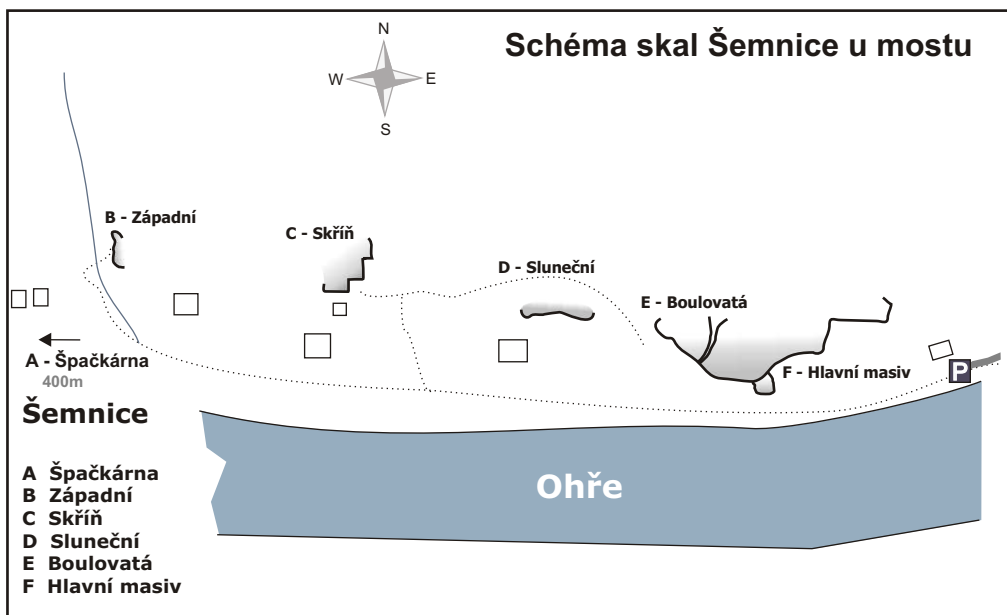 Schéma skal Šemnice u mostu
N
W E
S
B - Západní
C - Skříň
D - Sluneční
E - Boulovatá
A - Špačkárna
400m
F - Hlavní masiv
P
Šemnice
A Špačkárna
B Západní
C Skříň
D Sluneční
E Boulovatá
F Hlavní masiv
Ohře